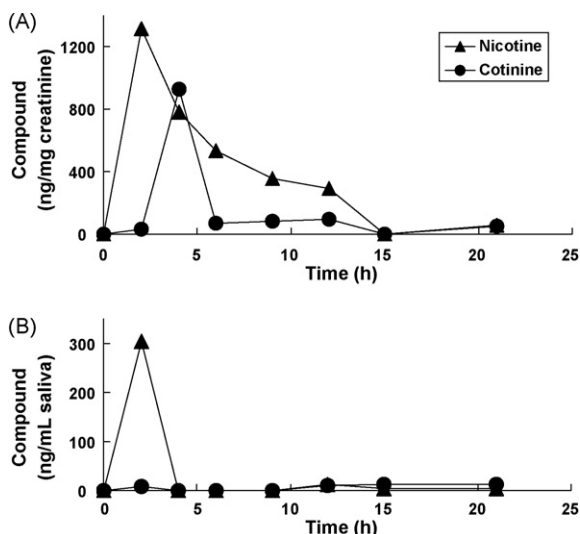 (A)
Compound
(ng/mg creatinine)
1200
800
400
0
Nicotine
Cotinine
0 5 10 15 20 25
Time (h)
(B)
Compound
(ng/mL saliva)
300
200
100
0
0 5 10 15 20 25
Time (h)